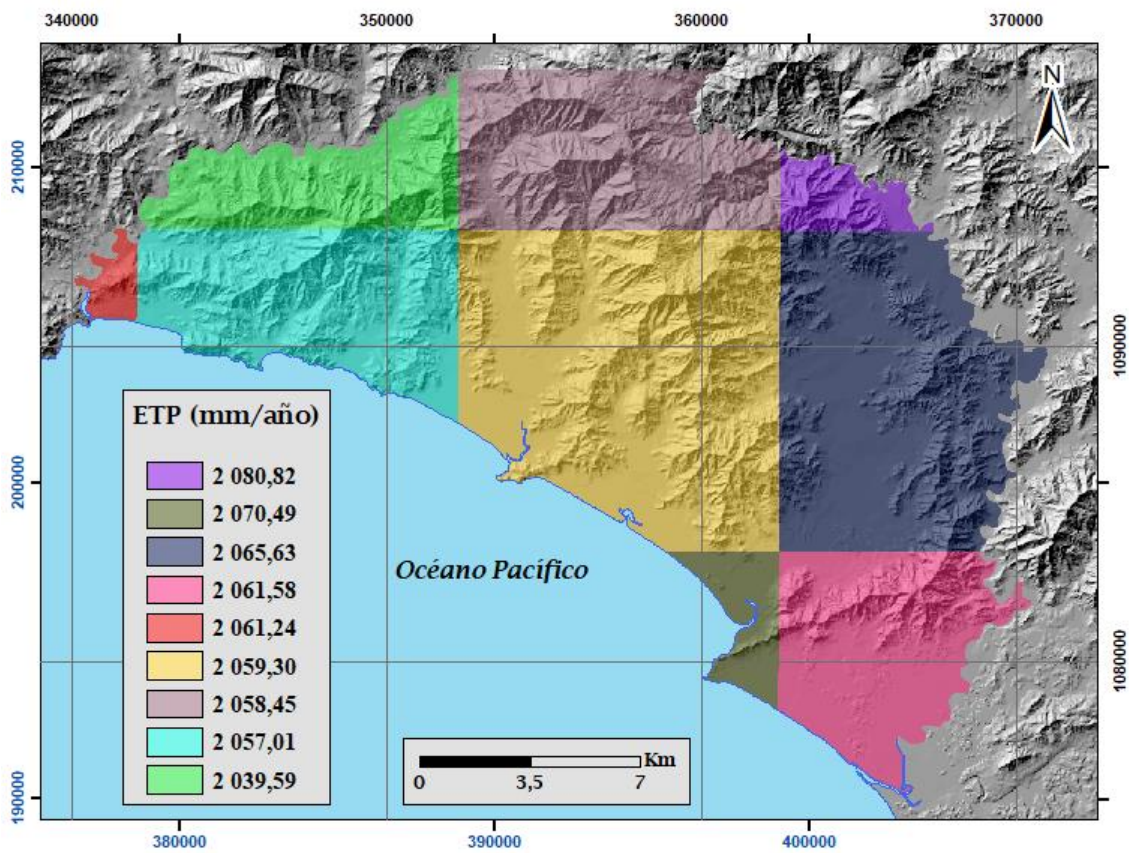 340000 350000 360000 370000
N
210000
1090000
ETP (mm/año)
2 080,82
2 070,49
2 065,63
2 061,58
2 061,24
2 059,30
2 058,45
2 057,01
2 039,59
200000
Océano Pacífico
1080000
Km
0 3,5 7
190000
380000 390000 400000